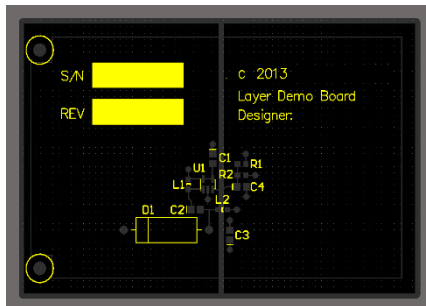 S/N
c 2013
Layer Demo Board
REV
Designer:
C1
R1
U1
R2
L1
C4
L2
D1
C2
C3